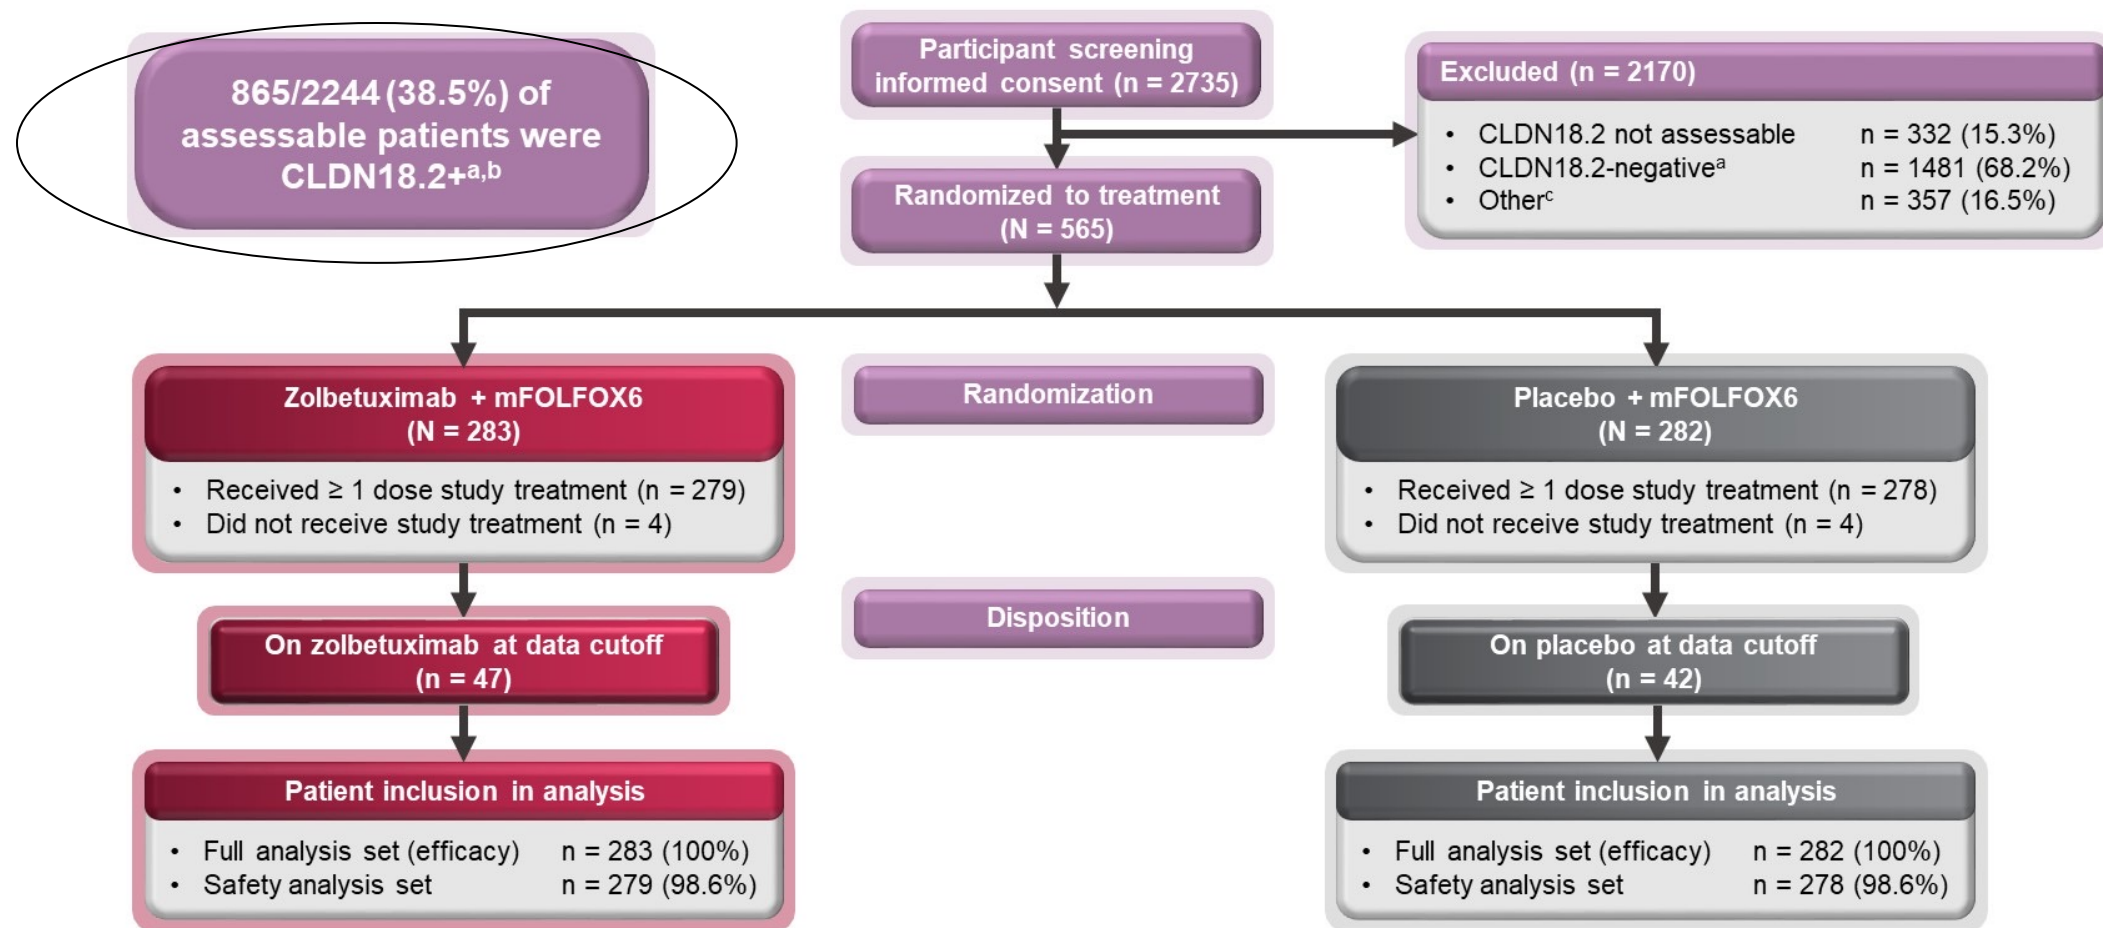 865/2244 (38.5%) of
assessable patients were
CLDN18.2+a,b
Participant screening
informed consent (n = 2735)
Excluded (n = 2170)
• CLDN18.2 not assessable n = 332 (15.3%)
• CLDN18.2-negativea n = 1481 (68.2%)
• Otherc n = 357 (16.5%)
Randomized to treatment
(N = 565)
Zolbetuximab + mFOLFOX6
(N = 283)
• Received ≥ 1 dose study treatment (n = 279)
• Did not receive study treatment (n = 4)
Randomization
Placebo + mFOLFOX6
(N = 282)
• Received ≥ 1 dose study treatment (n = 278)
• Did not receive study treatment (n = 4)
On zolbetuximab at data cutoff
(n = 47)
Disposition
On placebo at data cutoff
(n = 42)
Patient inclusion in analysis
• Full analysis set (efficacy) n = 283 (100%)
• Safety analysis set n = 279 (98.6%)
Patient inclusion in analysis
• Full analysis set (efficacy) n = 282 (100%)
• Safety analysis set n = 278 (98.6%)